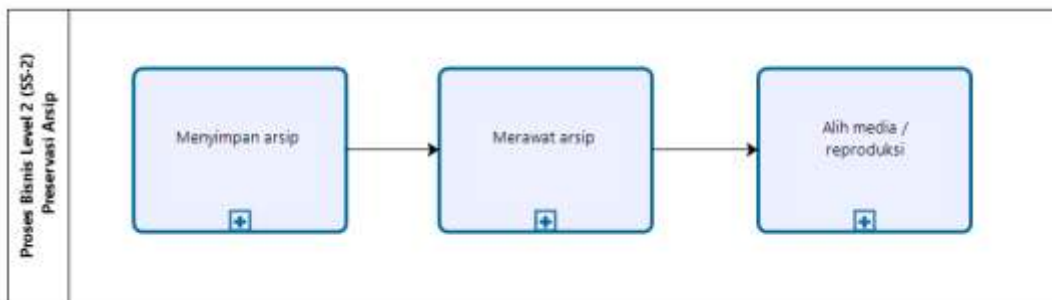 Proses Bisnis Level 2 (SS-2)
Preservasi Arsip
Menyimpan arsip
Merawat arsip
Alih media /
reproduksi